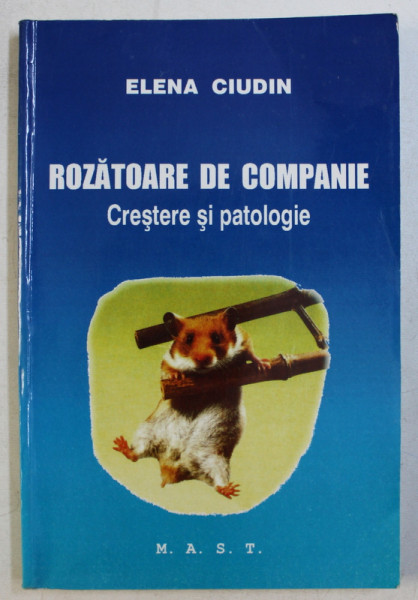 ELENA CIUDIN
ROZĂTOARE DE COMPANIE
Creştere şi patologie
M. A. S. T.